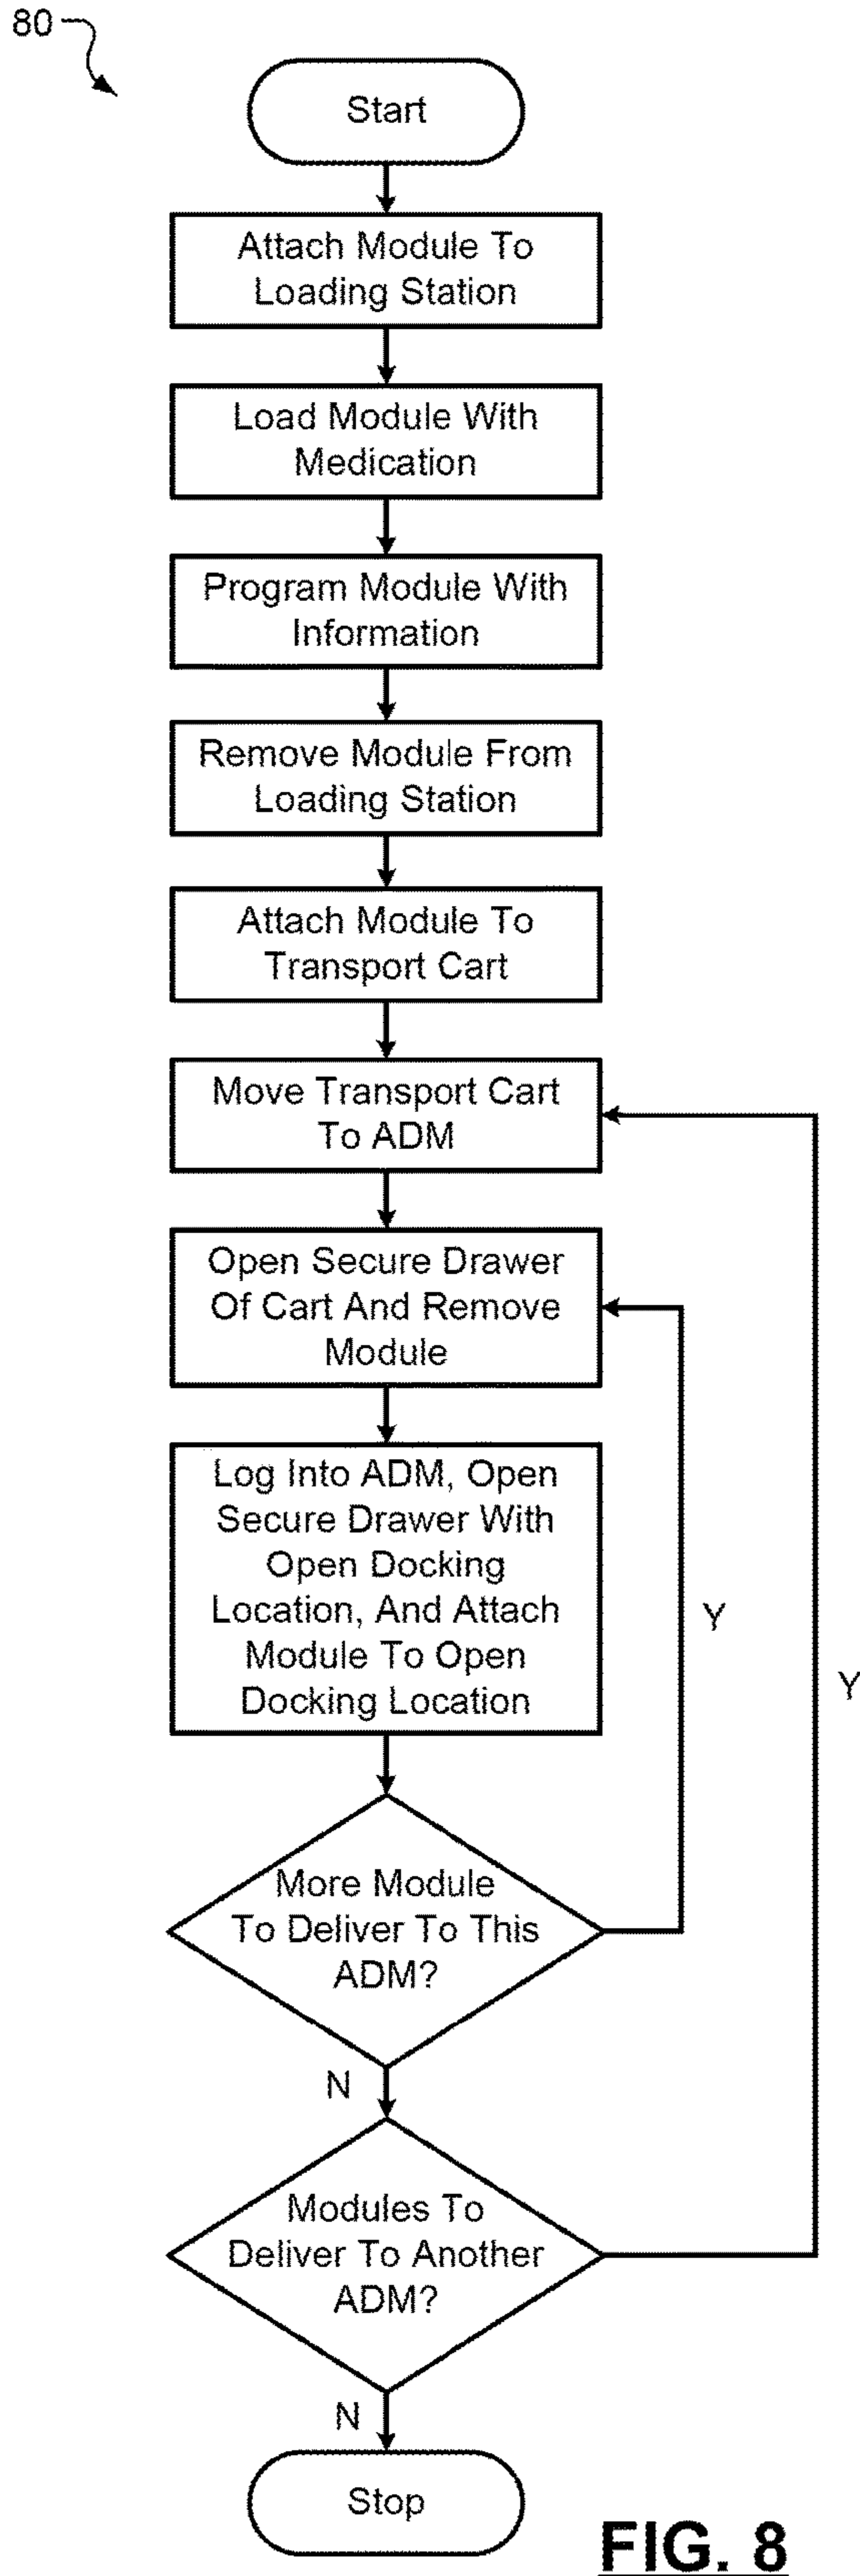 80
Start
Attach Module To
Loading Station
Load Module With
Medication
Program Module With
Information
Remove Module From
Loading Station
Attach Module To
Transport Cart
Move Transport Cart
To ADM
Open Secure Drawer
Of Cart And Remove
Module
Log Into ADM, Open
Secure Drawer With
Open Docking
Location, And Attach
Module To Open
Docking Location
Y
Y
More Module
To Deliver To This
ADM?
N
Modules To
Deliver To Another
ADM?
N
Stop
FIG. 8